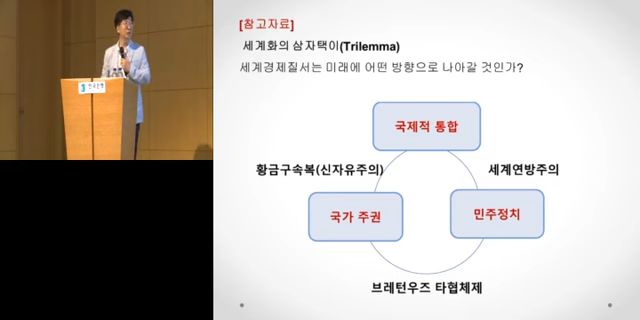 [참고자료]
세계화의 삼자택이(Trilemma)
세계경제질서는 미래에 어떤 방향으로 나아갈 것인가?
국제적 통합
황금구속복(신자유주의)
세계연방주의
국가 주권
민주정치
브레턴우즈 타협체제